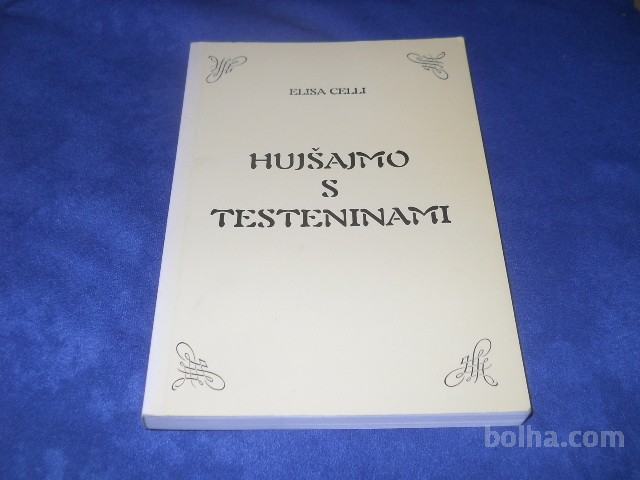 ELISA CELLI
HUJŠAJMO
S
TESTENINAMI
bolha.com